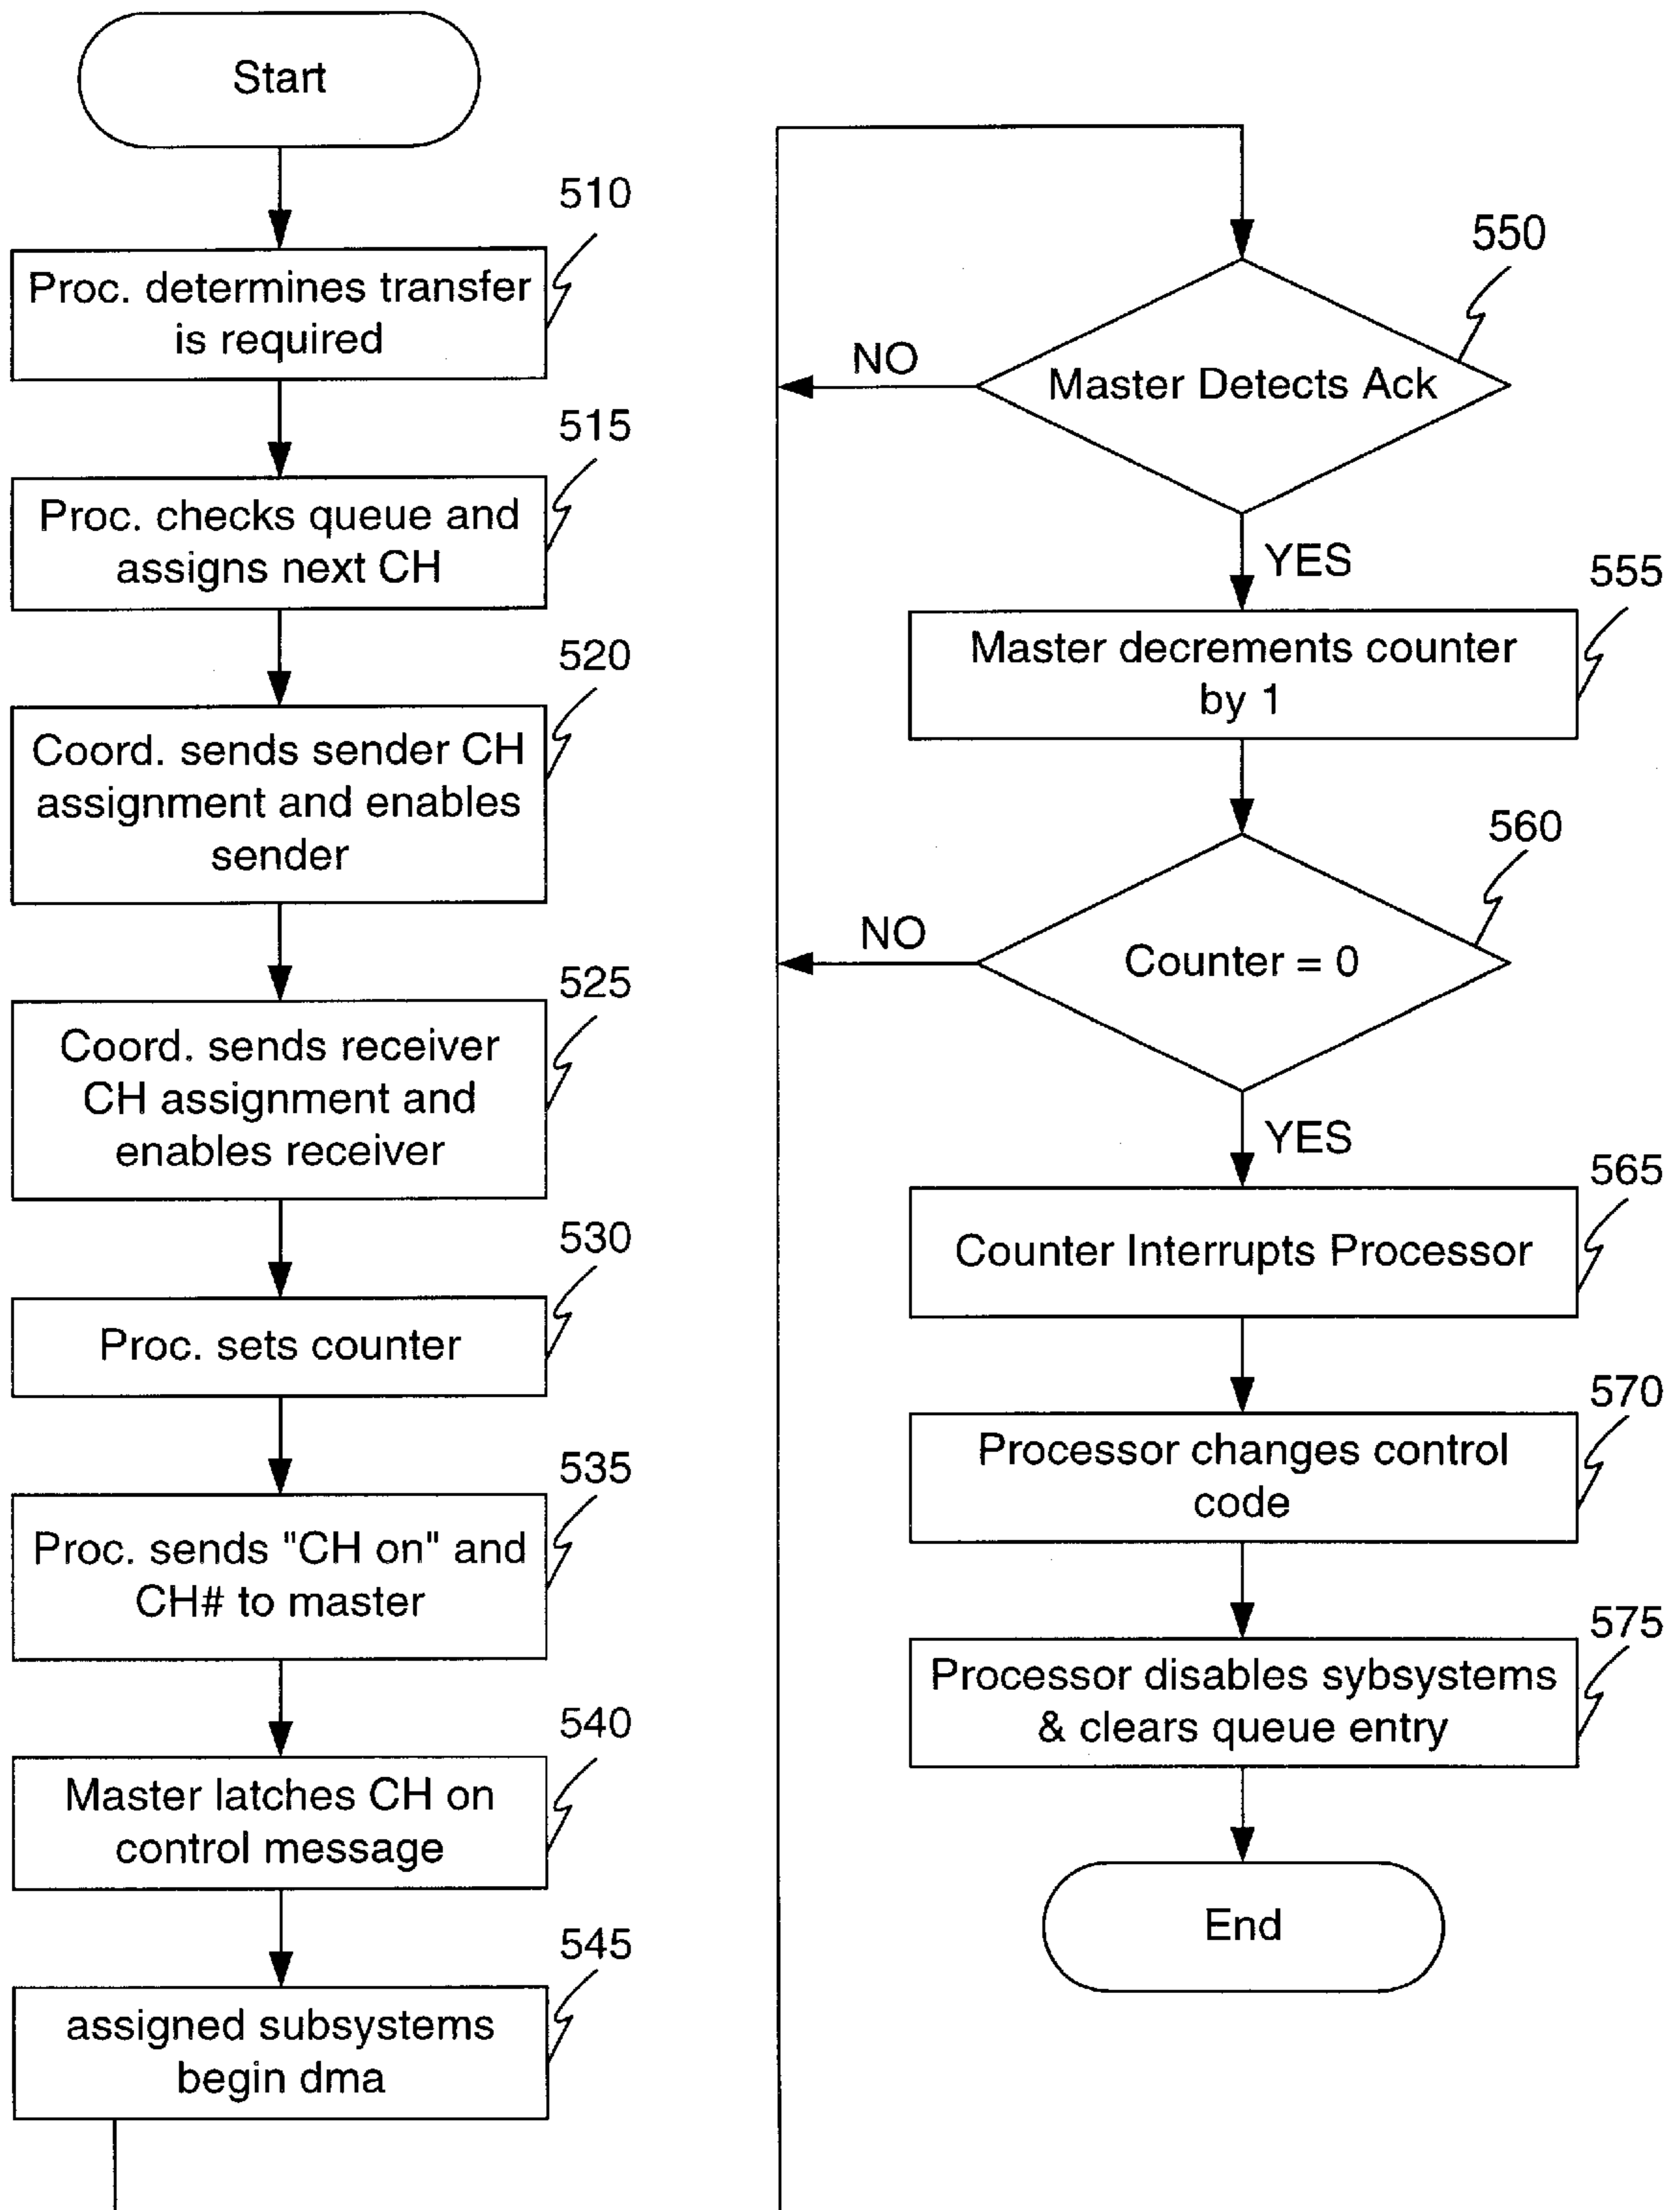 Start
510
Proc. determines transfer
is required
515
Proc. checks queue and
assigns next CH
520
Coord. sends sender CH
assignment and enables
sender
525
Coord. sends receiver
CH assignment and
enables receiver
530
Proc. sets counter
535
Proc. sends "CH on" and
CH# to master
540
Master latches CH on
control message
545
assigned subsystems
begin dma
550
NO
Master Detects Ack
YES
555
Master decrements counter
by 1
560
NO
Counter = 0
YES
565
Counter Interrupts Processor
570
Processor changes control
code
575
Processor disables sybsystems
& clears queue entry
End